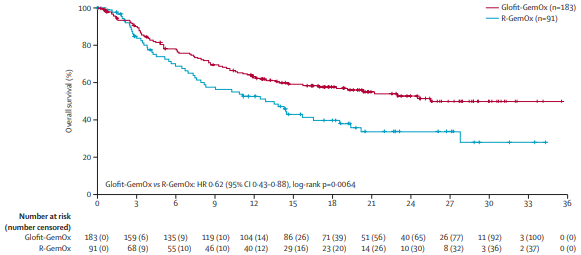 Glofit-GemOx (n=183)
R-GemOx (n=91)
Overall survival (%)
100
80
60
40
20
0
Glofit-GemOx vs R-GemOx: HR 0·62 (95% CI 0·43–0·88), log-rank p=0·0064
0 3 6 9 12 15 18 21 24 27 30 33 36
Number at risk
(number censored)
Glofit-GemOx 183 (0) 159 (6) 135 (9) 119 (10) 104 (14) 86 (26) 71 (39) 51 (56) 40 (65) 26 (77) 11 (92) 3 (100) 0 (0)
R-GemOx 91 (0) 68 (9) 55 (10) 46 (10) 40 (12) 29 (16) 23 (20) 14 (26) 10 (30) 8 (32) 3 (36) 2 (37) 0 (0)